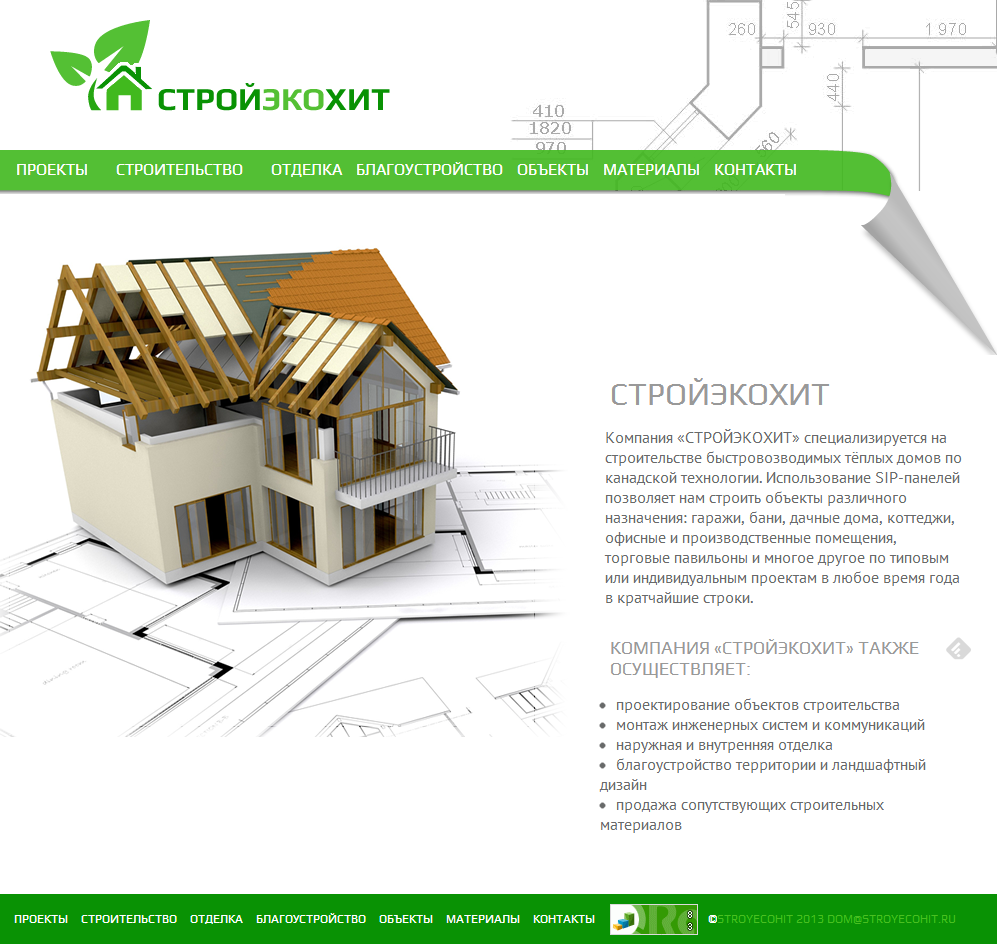 260
545
930
1 970
440
410
1820
970
560
СТРОЙЭКОХИТ
ПРОЕКТЫ СТРОИТЕЛЬСТВО ОТДЕЛКА БЛАГОУСТРОЙСТВО ОБЪЕКТЫ МАТЕРИАЛЫ КОНТАКТЫ
СТРОЙЭКОХИТ
Компания «СТРОЙЭКОХИТ» специализируется на
строительстве быстровозводимых тёплых домов по
канадской технологии. Использование SIP-панелей
позволяет нам строить объекты различного
назначения: гаражи, бани, дачные дома, коттеджи,
офисные и производственные помещения,
торговые павильоны и многое другое по типовым
или индивидуальным проектам в любое время года
в кратчайшие строки.
КОМПАНИЯ «СТРОЙЭКОХИТ» ТАКЖЕ
ОСУЩЕСТВЛЯЕТ:
проектирование объектов строительства
монтаж инженерных систем и коммуникаций
наружная и внутренняя отделка
благоустройство территории и ландшафтный
дизайн
продажа сопутствующих строительных
материалов
ПРОЕКТЫ СТРОИТЕЛЬСТВО ОТДЕЛКА БЛАГОУСТРОЙСТВО ОБЪЕКТЫ МАТЕРИАЛЫ КОНТАКТЫ
8
3
©STROYECOHIT 2013 DOM@STROYECOHIT.RU